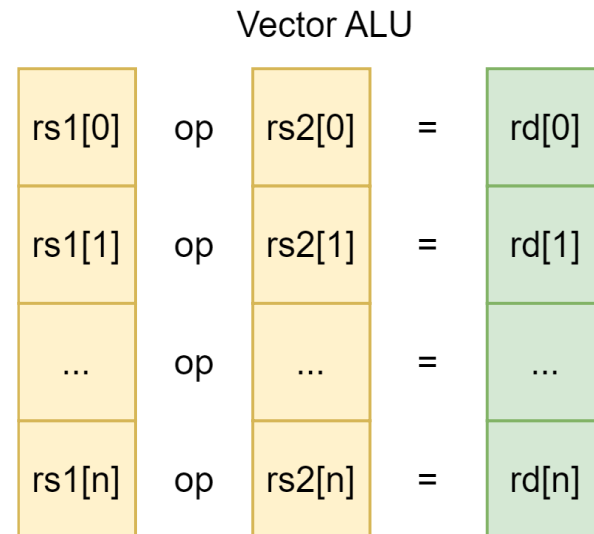 Vector ALU
rs1[0] op rs2[0] = rd[0]
rs1[1] op rs2[1] = rd[1]
... op ... = ...
rs1[n] op rs2[n] = rd[n]